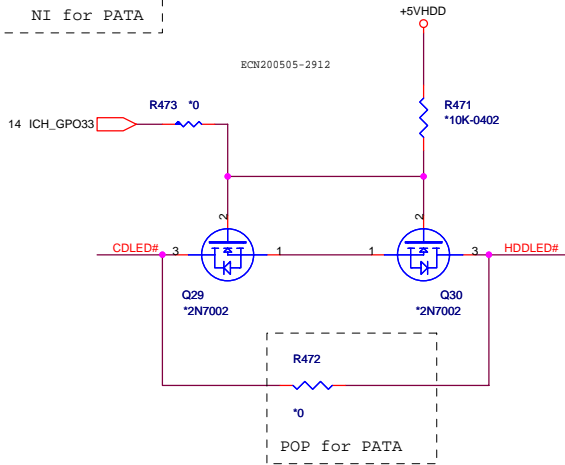 NI for PATA
+5VHDD
ECN200505-2912
R473 *0
R471
*10K-0402
14 ICH_GPO33
2
2
CDLED#
3
1
1
3
HDDLED#
Q29
*2N7002
Q30
*2N7002
R472
*0
POP for PATA